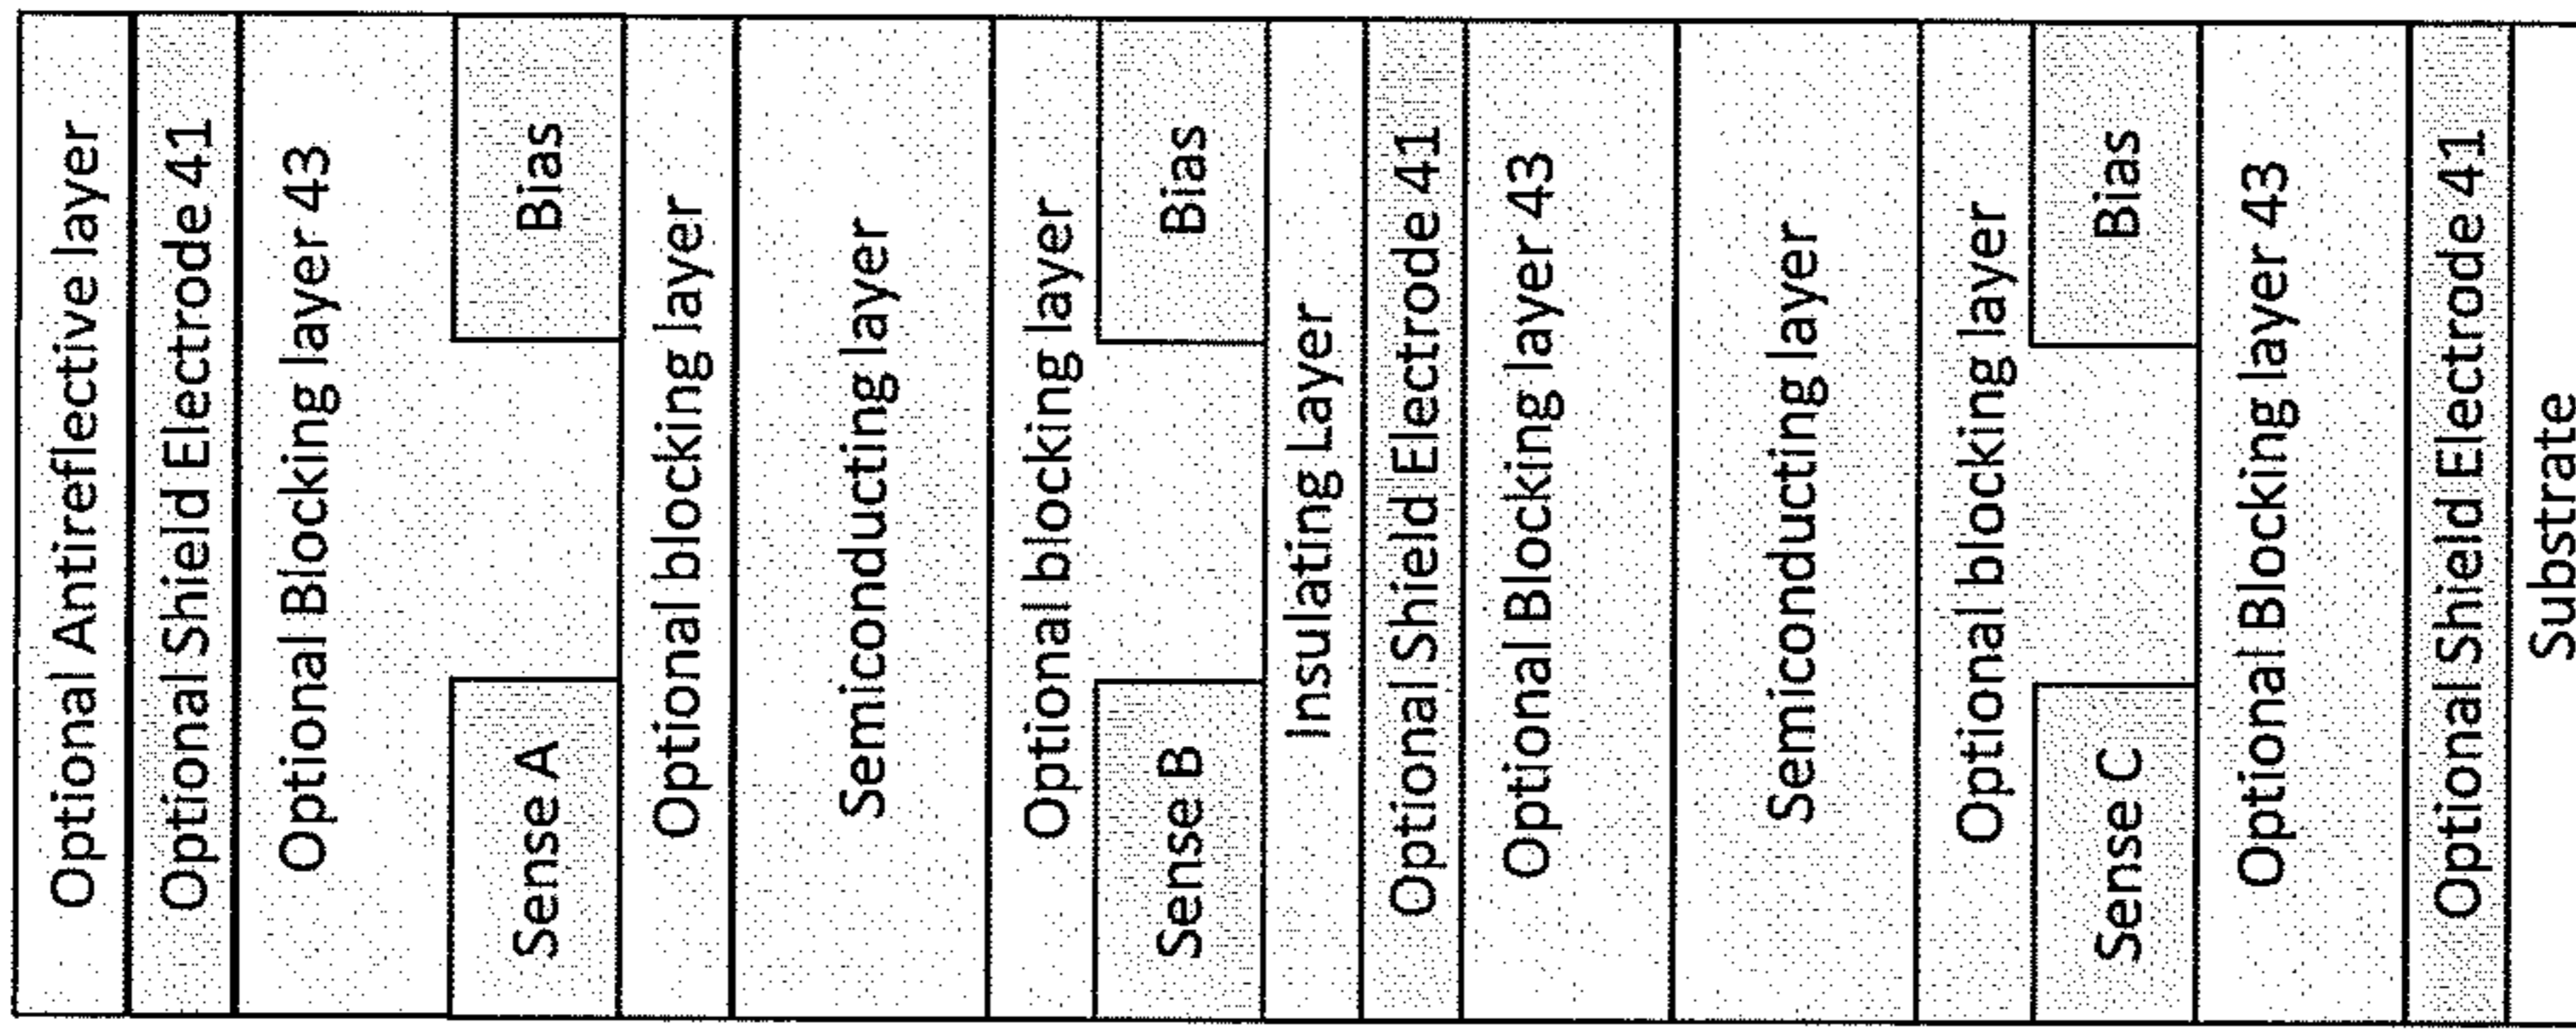 Optional Antireflective layer
Optional Shield Electrode 41
Optional Blocking layer 43
Sense A
Bias
Optional blocking layer
Semiconducting layer
Optional blocking layer
Sense B
Bias
Insulating Layer
Optional Shield Electrode 41
Optional Blocking layer 43
Semiconducting layer
Optional blocking layer
Sense C
Bias
Optional Blocking layer 43
Optional Shield Electrode 41
Substrate